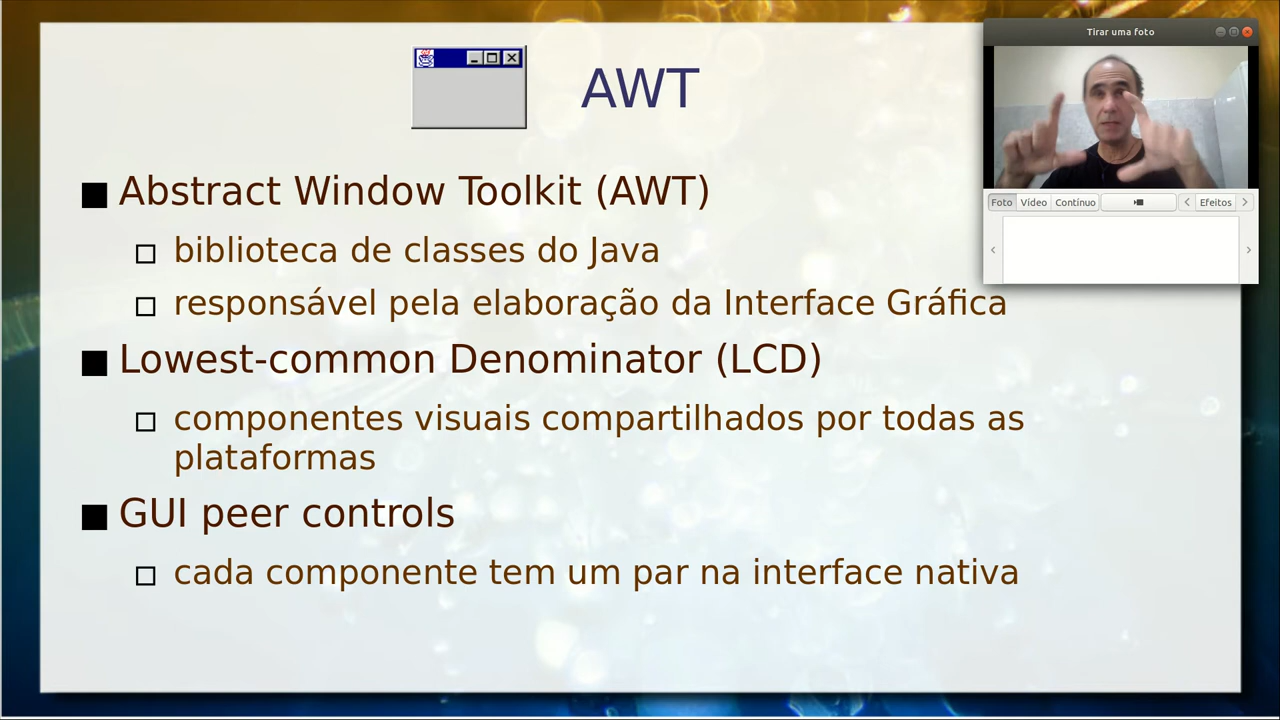 AWT
Abstract Window Toolkit (AWT)
biblioteca de classes do Java
responsável pela elaboração da Interface Gráfica
Lowest-common Denominator (LCD)
componentes visuais compartilhados por todas as
plataformas
GUI peer controls
cada componente tem um par na interface nativa
Tirar uma foto
Foto Vídeo Contínuo Efeitos